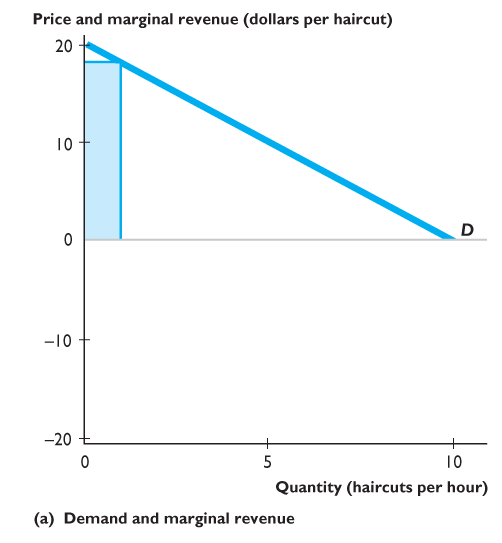 Price and marginal revenue (dollars per haircut)
20
10
0
D
–10
–20
0 5 10
Quantity (haircuts per hour)
(a) Demand and marginal revenue